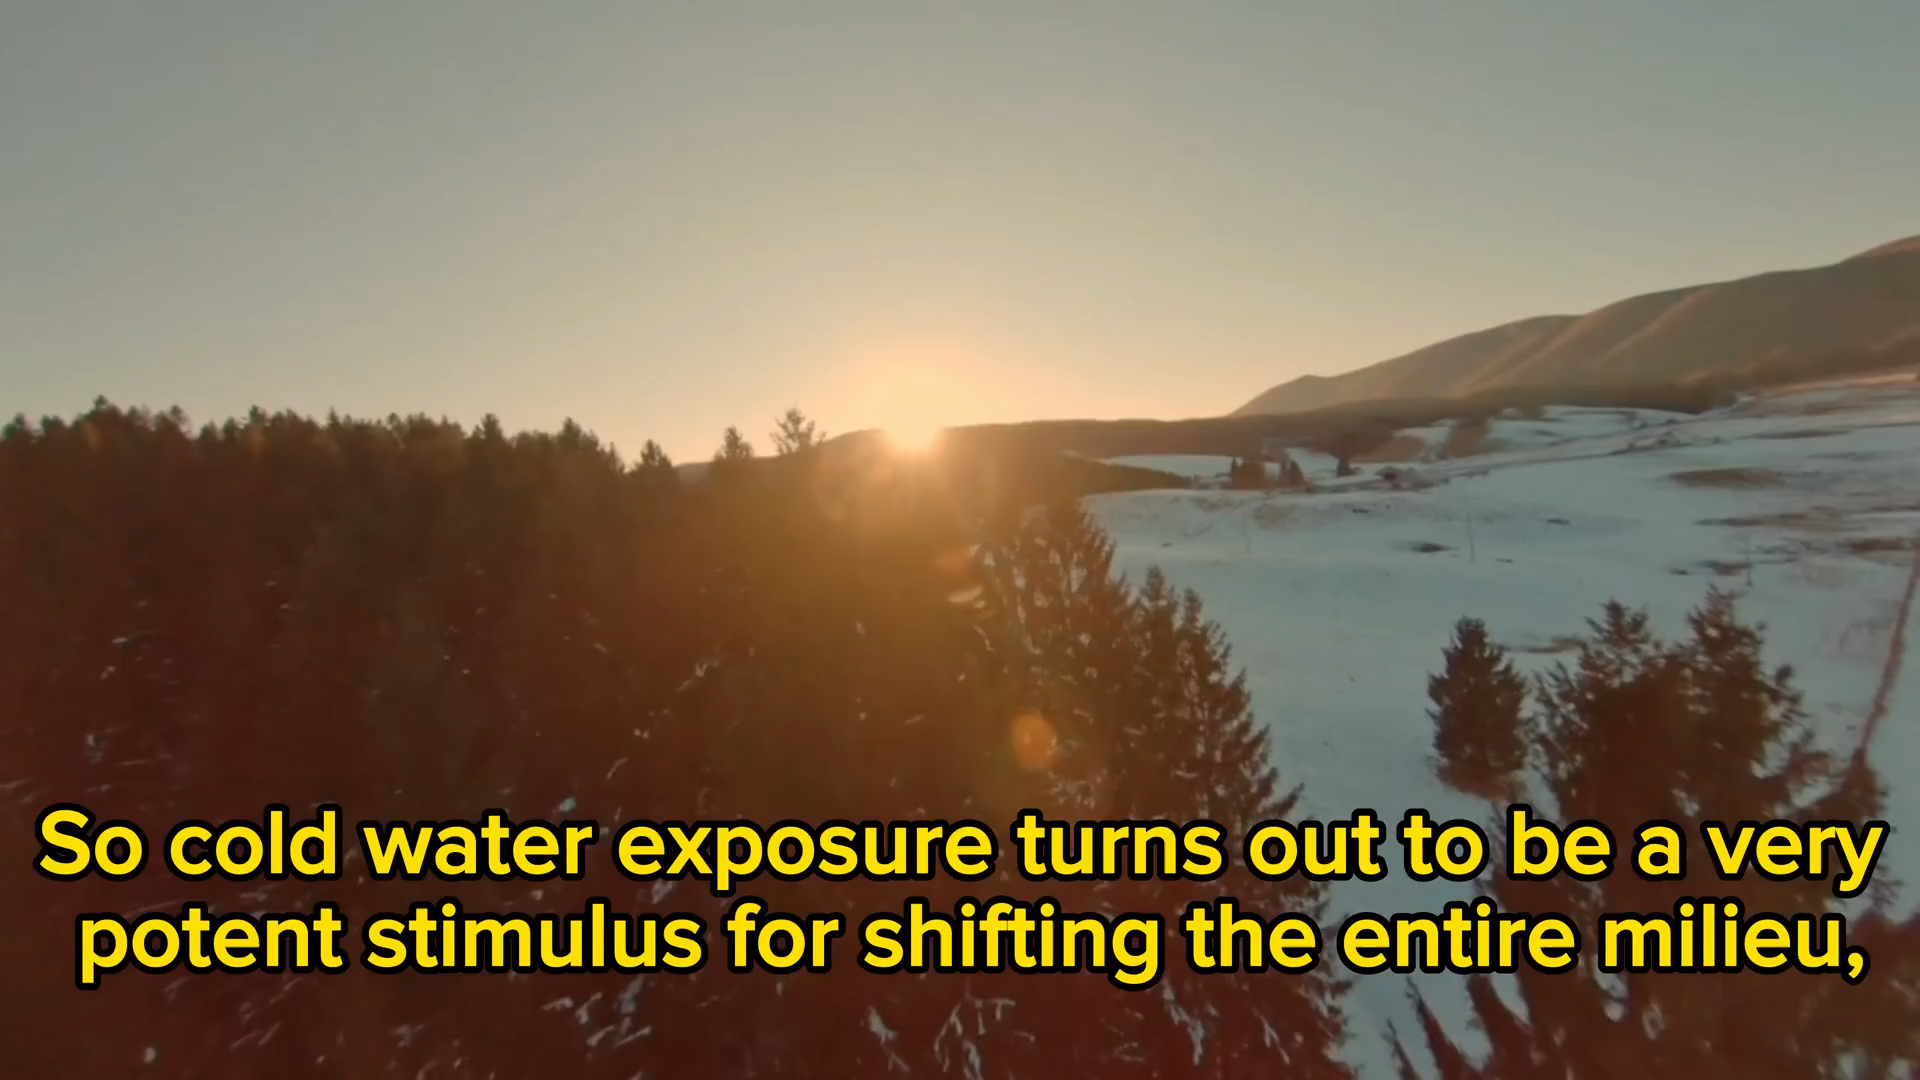 So cold water exposure turns out to be a very
potent stimulus for shifting the entire milieu,